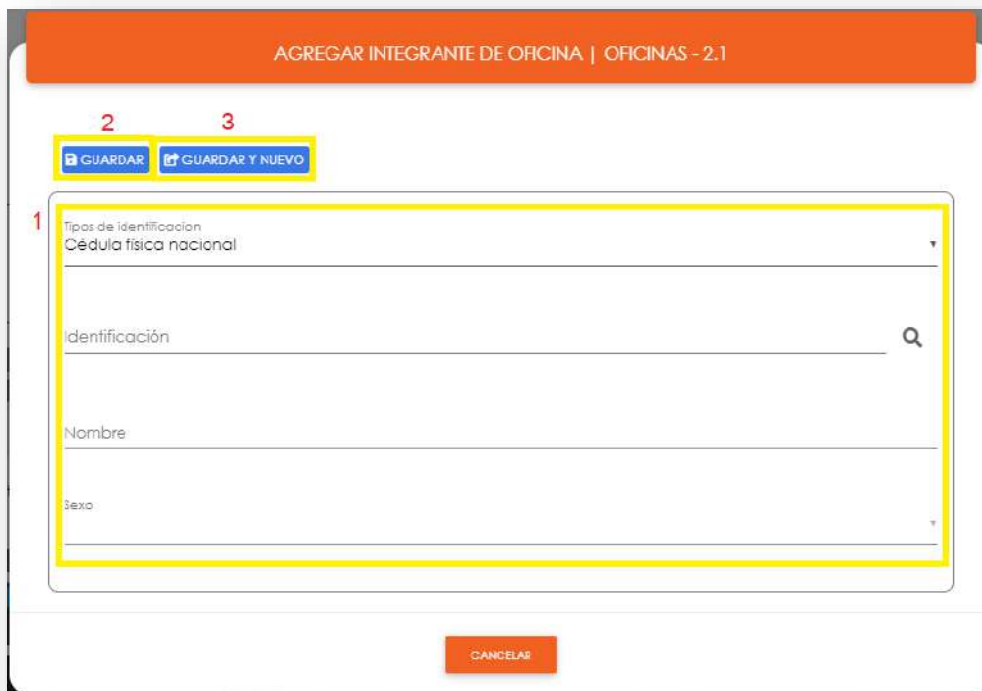 AGREGAR INTEGRANTE DE OFICINA | OFICINAS - 2.1
2 3
GUARDAR GUARDAR Y NUEVO
1
Tipos de identificacion
Cédula física nacional
Identificación
Nombre
Sexo
CANCELAR